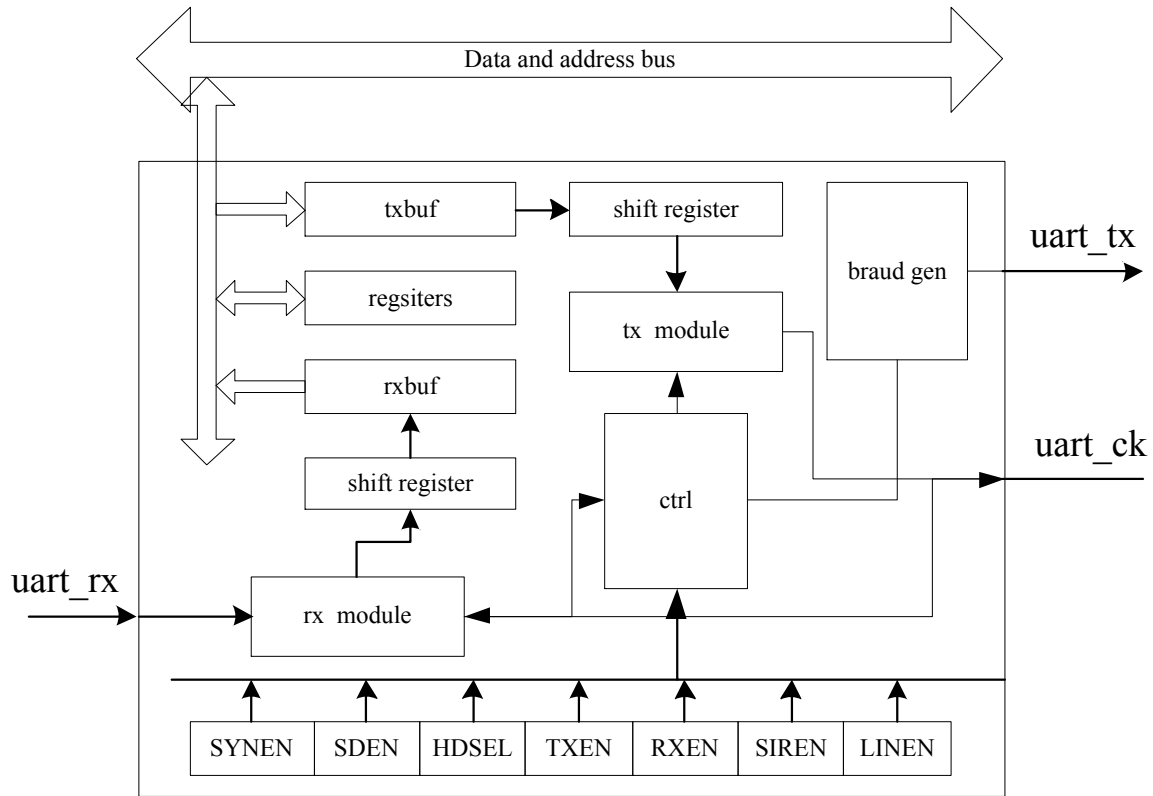 Data and address bus
txbuf
shift register
uart_tx
braud gen
regsiters
tx module
rxbuf
uart_ck
shift register
ctrl
uart_rx
rx module
SYNEN SDEN HDSEL TXEN RXEN SIREN LINEN